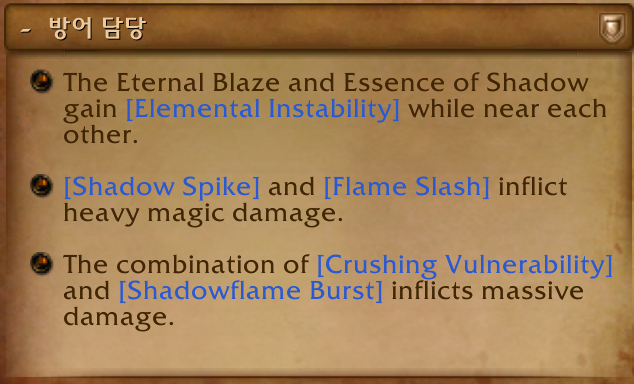 - 방어 담당
The Eternal Blaze and Essence of Shadow
gain [Elemental Instability] while near each
other.
[Shadow Spike] and [Flame Slash] inflict
heavy magic damage.
The combination of [Crushing Vulnerability]
and [Shadowflame Burst] inflicts massive
damage.